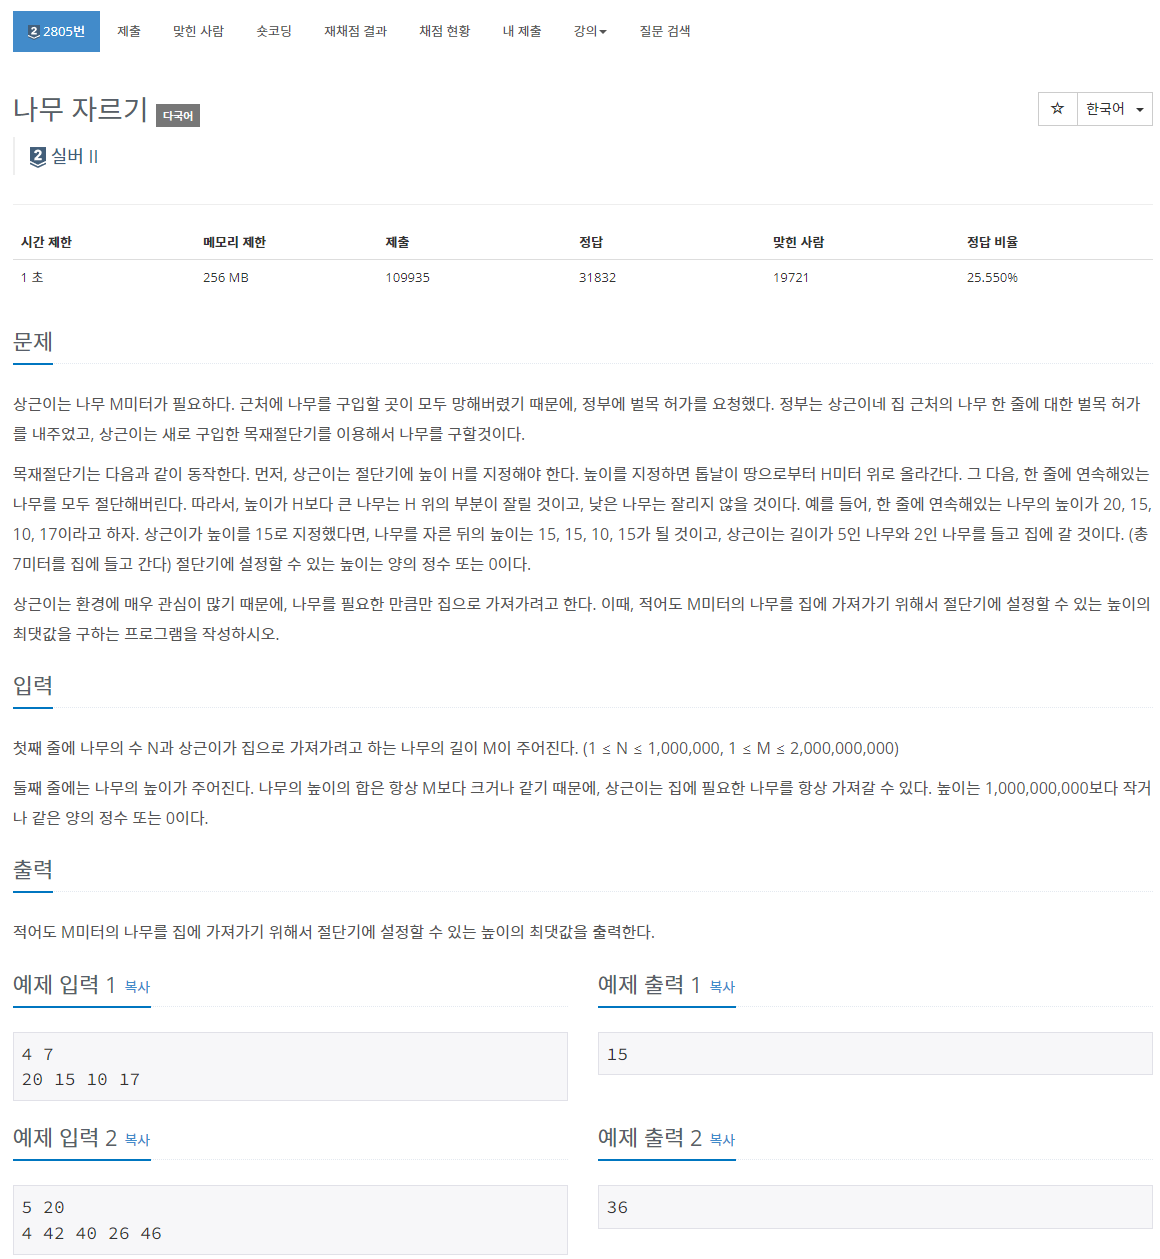 2 2805번 제출 맞힌 사람 숏코딩 재채점 결과 채점 현황 내 제출 강의 질문 검색
나무 자르기 다국어 ☆ 한국어
2 실버 II
시간 제한 메모리 제한 제출 정답 맞힌 사람 정답 비율
1 초 256 MB 109935 31832 19721 25.550%
문제
상근이는 나무 M미터가 필요하다. 근처에 나무를 구입할 곳이 모두 망해버렸기 때문에, 정부에 벌목 허가를 요청했다. 정부는 상근이네 집 근처의 나무 한 줄에 대한 벌목 허가
를 내주었고, 상근이는 새로 구입한 목재절단기를 이용해서 나무를 구할것이다.
목재절단기는 다음과 같이 동작한다. 먼저, 상근이는 절단기에 높이 H를 지정해야 한다. 높이를 지정하면 톱날이 땅으로부터 H미터 위로 올라간다. 그 다음, 한 줄에 연속해있는
나무를 모두 절단해버린다. 따라서, 높이가 H보다 큰 나무는 H 위의 부분이 잘릴 것이고, 낮은 나무는 잘리지 않을 것이다. 예를 들어, 한 줄에 연속해있는 나무의 높이가 20, 15,
10, 17이라고 하자. 상근이가 높이를 15로 지정했다면, 나무를 자른 뒤의 높이는 15, 15, 10, 15가 될 것이고, 상근이는 길이가 5인 나무와 2인 나무를 들고 집에 갈 것이다. (총
7미터를 집에 들고 간다) 절단기에 설정할 수 있는 높이는 양의 정수 또는 0이다.
상근이는 환경에 매우 관심이 많기 때문에, 나무를 필요한 만큼만 집으로 가져가려고 한다. 이때, 적어도 M미터의 나무를 집에 가져가기 위해서 절단기에 설정할 수 있는 높이의
최댓값을 구하는 프로그램을 작성하시오.
입력
첫째 줄에 나무의 수 N과 상근이가 집으로 가져가려고 하는 나무의 길이 M이 주어진다. (1 ≤ N ≤ 1,000,000, 1 ≤ M ≤ 2,000,000,000)
둘째 줄에는 나무의 높이가 주어진다. 나무의 높이의 합은 항상 M보다 크거나 같기 때문에, 상근이는 집에 필요한 나무를 항상 가져갈 수 있다. 높이는 1,000,000,000보다 작거
나 같은 양의 정수 또는 0이다.
출력
적어도 M미터의 나무를 집에 가져가기 위해서 절단기에 설정할 수 있는 높이의 최댓값을 출력한다.
예제 입력 1 복사
4 7
20 15 10 17
예제 출력 1 복사
15
예제 입력 2 복사
5 20
4 42 40 26 46
예제 출력 2 복사
36